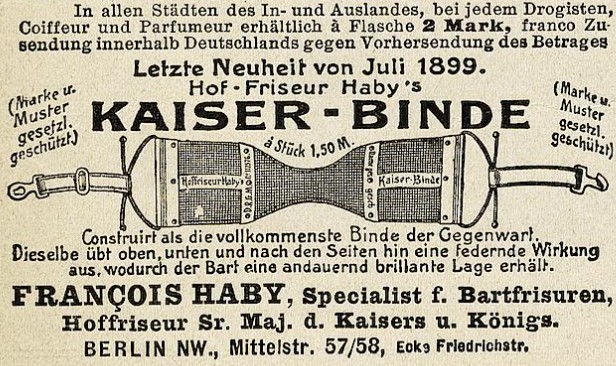 In allen Städten des In- und Auslandes, bei jedem Drogisten,
Coiffeur und Parfumeur erhältlich à Flasche 2 Mark, franco Zu-
sendung innerhalb Deutschlands gegen Vorhersendung des Betrages
Letzte Neuheit von Juli 1899.
Hof-Friseur Haby's
KAISER-BINDE
(Marke u.
Muster
gesetzl.
geschützt)
à Stück 1,50 M.
(Marke u.
Muster
gesetzl.
geschützt)
Hoffriseur Haby's
Kaiser-Binde
Construirt als die vollkommenste Binde der Gegenwart.
Dieselbe übt oben, unten und nach den Seiten hin eine federnde Wirkung
aus, wodurch der Bart eine andauernd brillante Lage erhält.
FRANÇOIS HABY, Specialist f. Bartfrisuren,
Hoffriseur Sr. Maj. d. Kaisers u. Königs.
BERLIN NW., Mittelstr. 57/58, Ecke Friedrichstr.